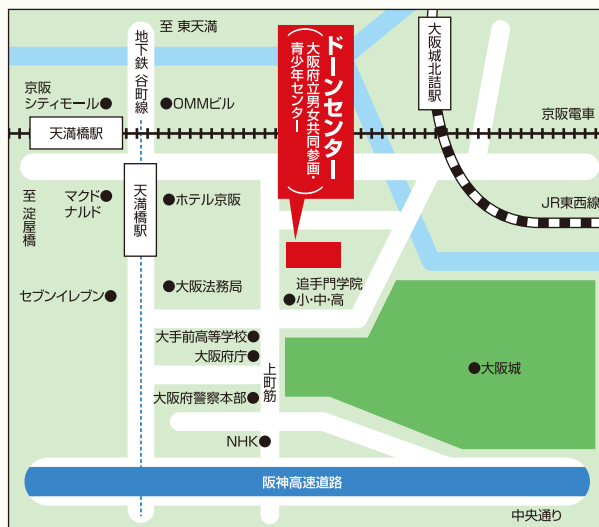 至 東天満
地下鉄 谷町線
京阪
シティモール
OMMビル
天満橋駅
ドーンセンター
(大阪府立男女共同参画・
青少年センター)
大阪城北詰駅
京阪電車
至 淀屋橋
マクド
ナルド
天満橋駅
ホテル京阪
JR東西線
セブンイレブン
大阪法務局
追手門学院
小・中・高
大手前高等学校
大阪府庁
上町筋
大阪城
大阪府警察本部
NHK
阪神高速道路
中央通り